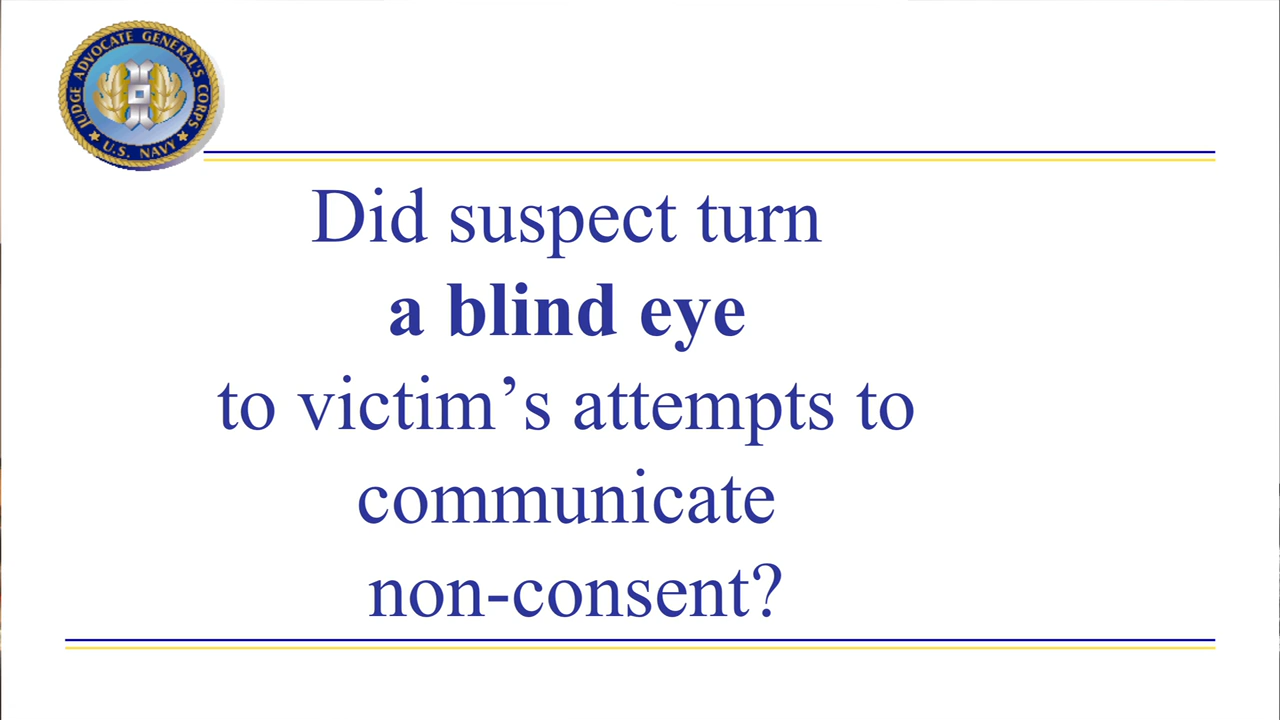 JUDGE ADVOCATE GENERAL'S CORPS
U.S. NAVY
Did suspect turn
a blind eye
to victim’s attempts to
communicate
non-consent?